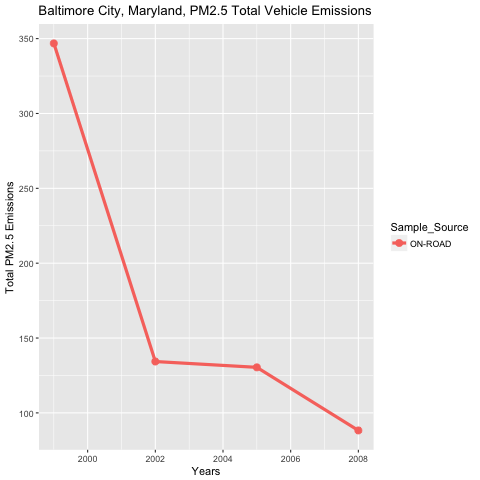 Baltimore City, Maryland, PM2.5 Total Vehicle Emissions
350
300
250
200
150
100
Total PM2.5 Emissions
2000 2002 2004 2006 2008
Years
Sample_Source
ON-ROAD